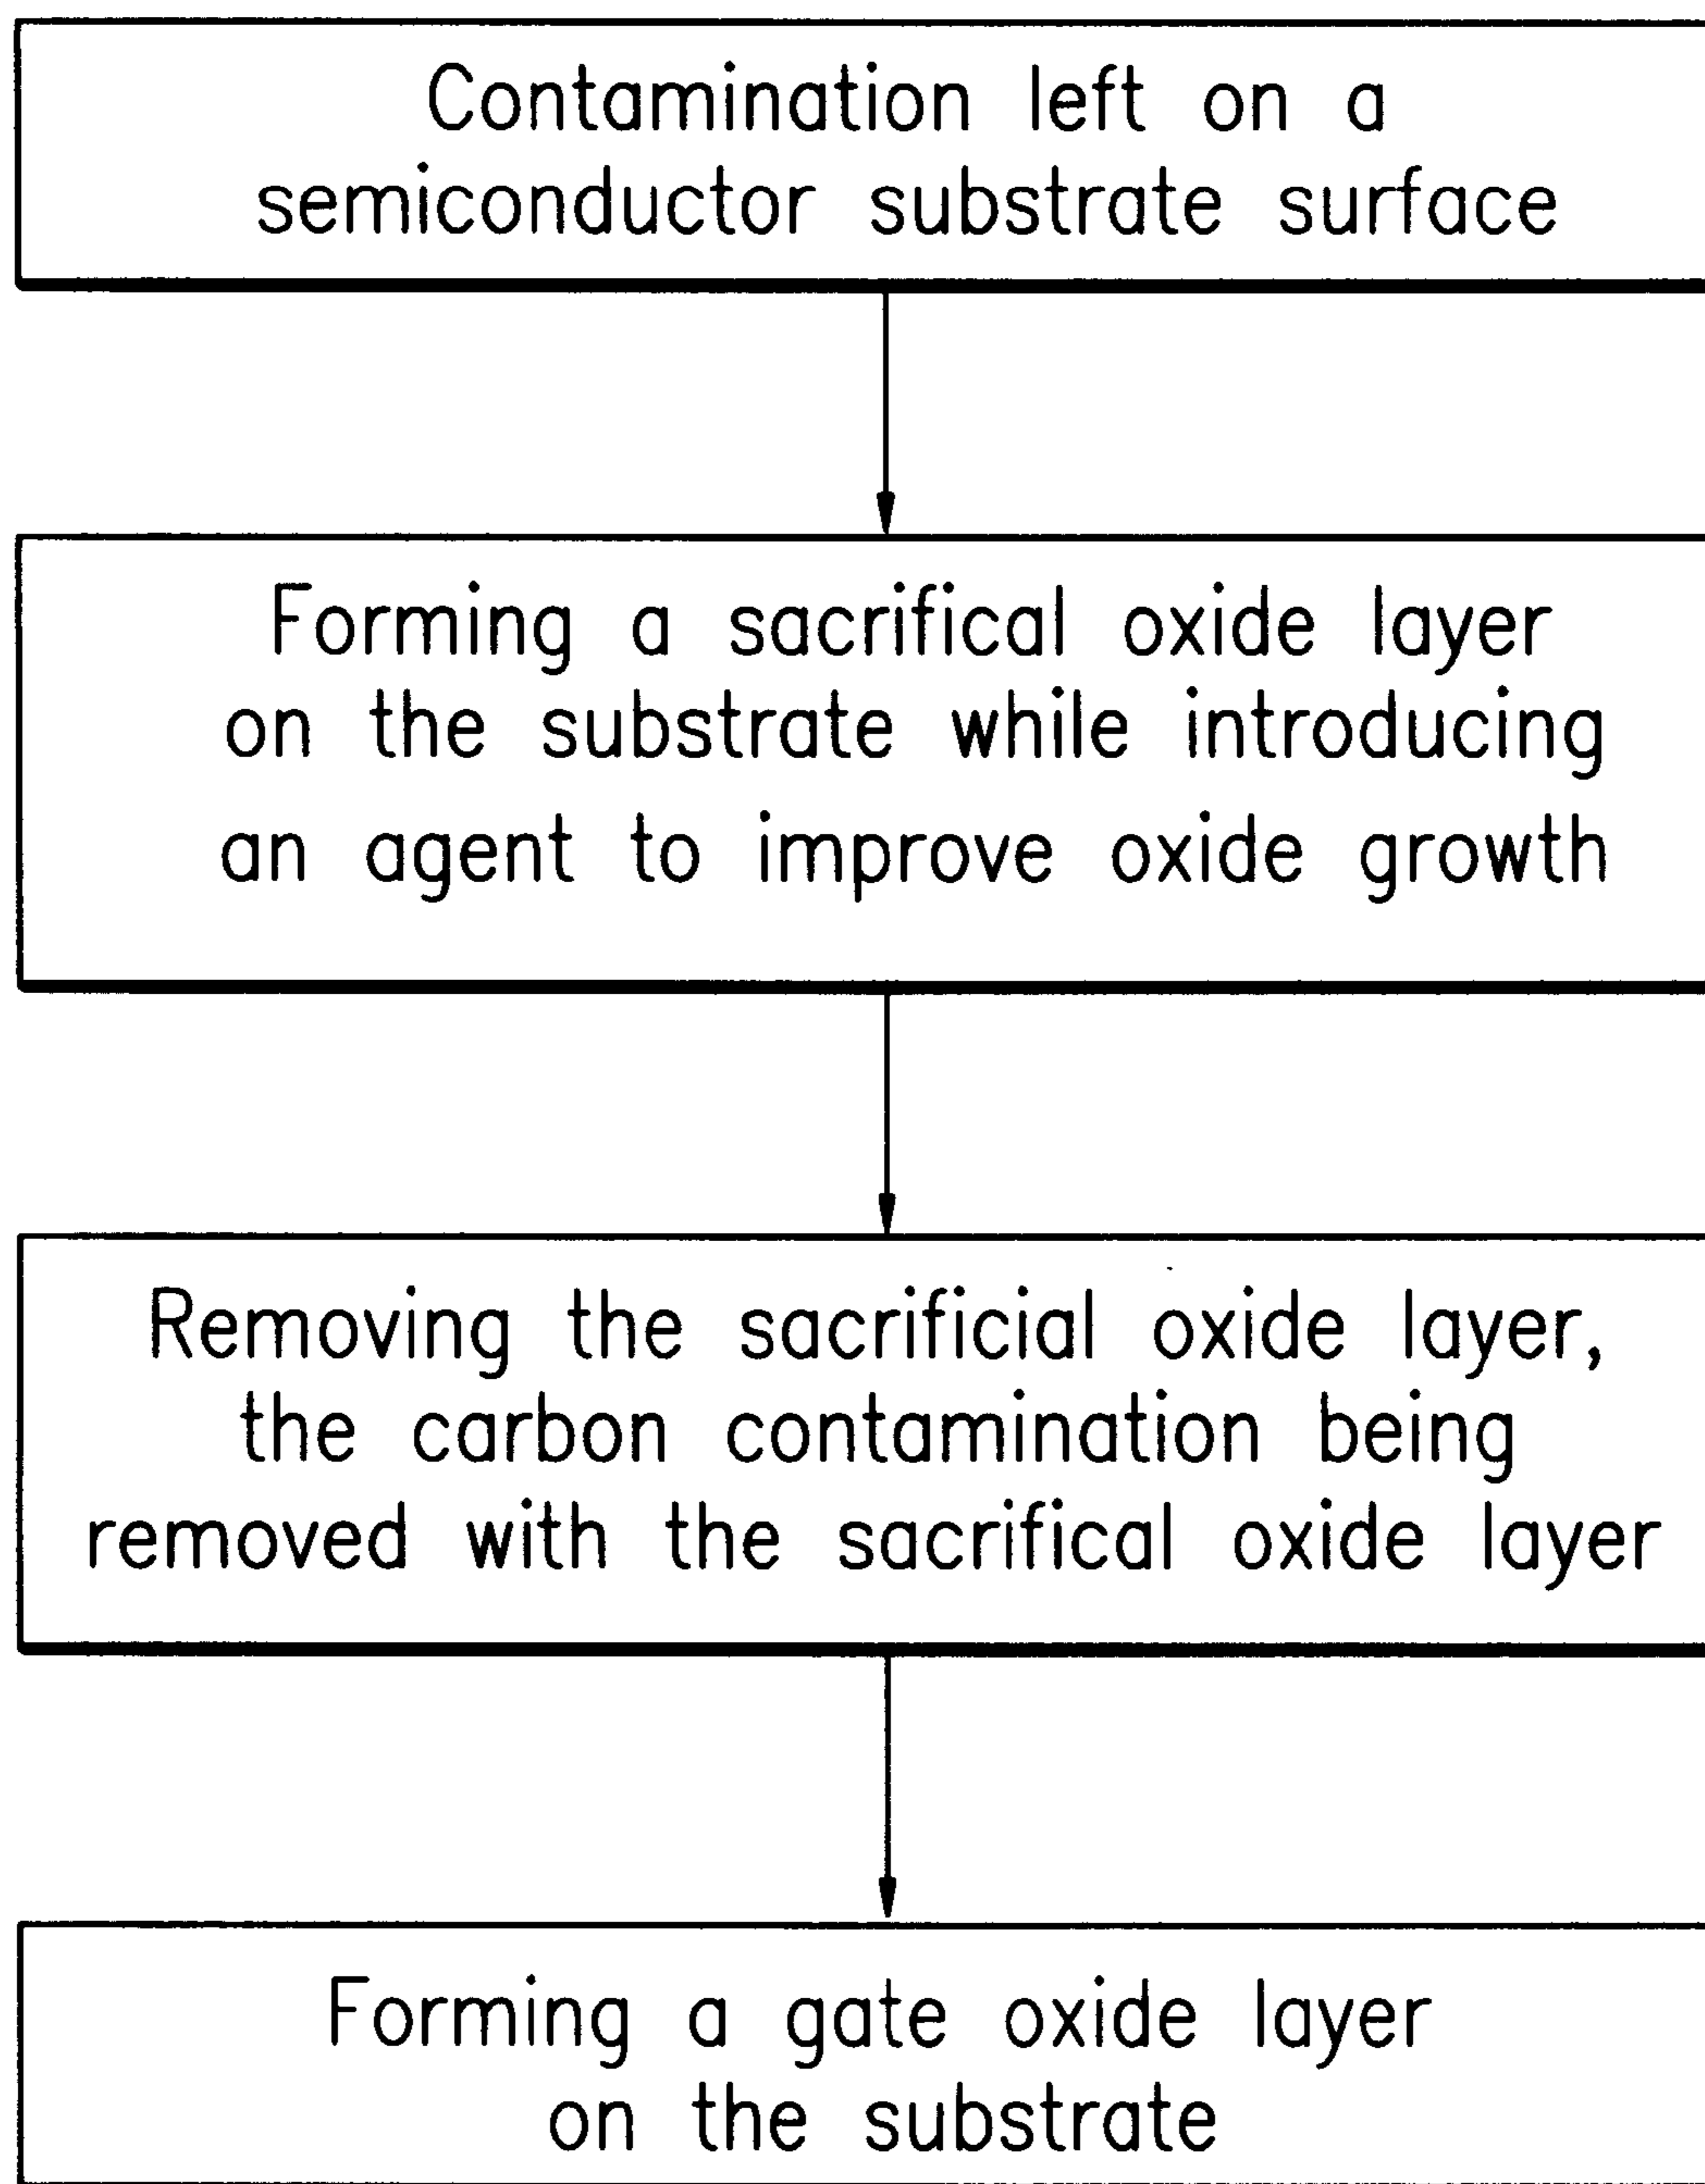 Contamination left on a
semiconductor substrate surface
Forming a sacrifical oxide layer
on the substrate while introducing
an agent to improve oxide growth
Removing the sacrificial oxide layer,
the carbon contamination being
removed with the sacrifical oxide layer
Forming a gate oxide layer
on the substrate